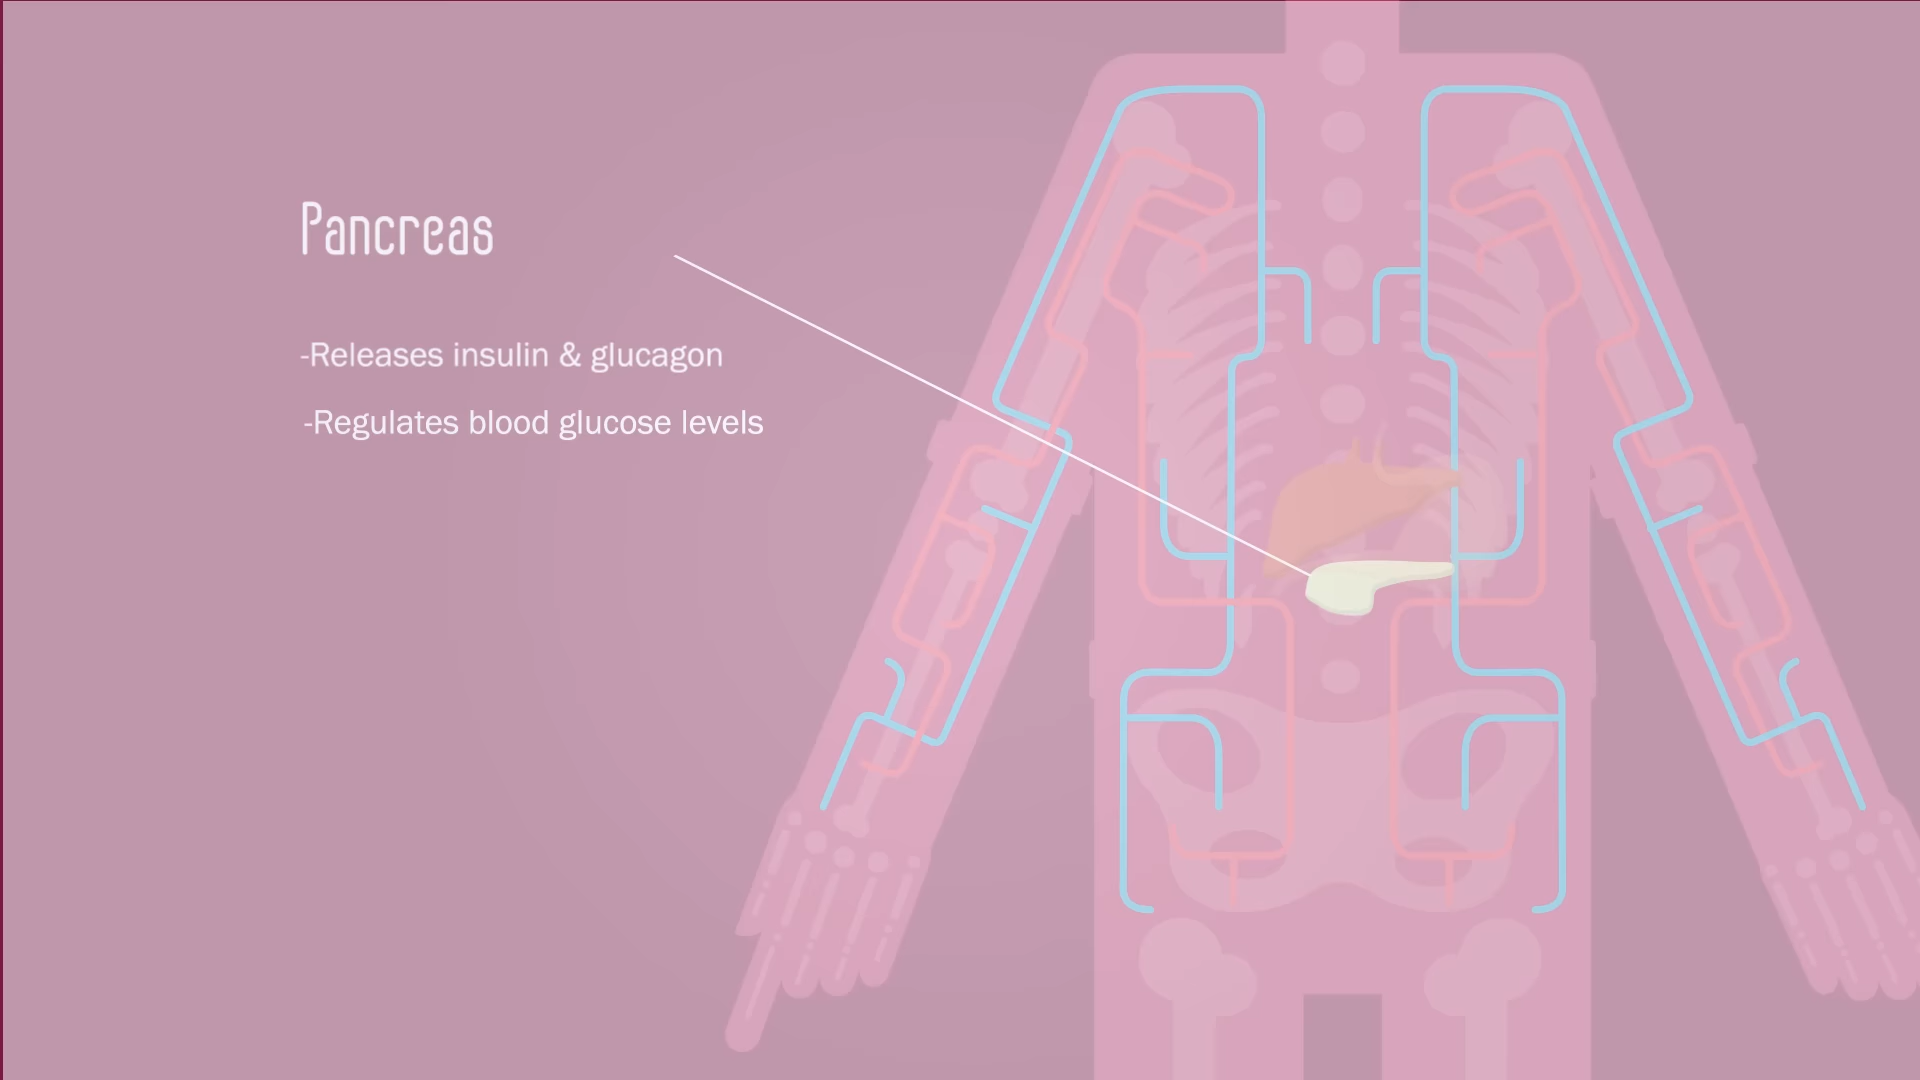 Pancreas
-Releases insulin & glucagon
-Regulates blood glucose levels